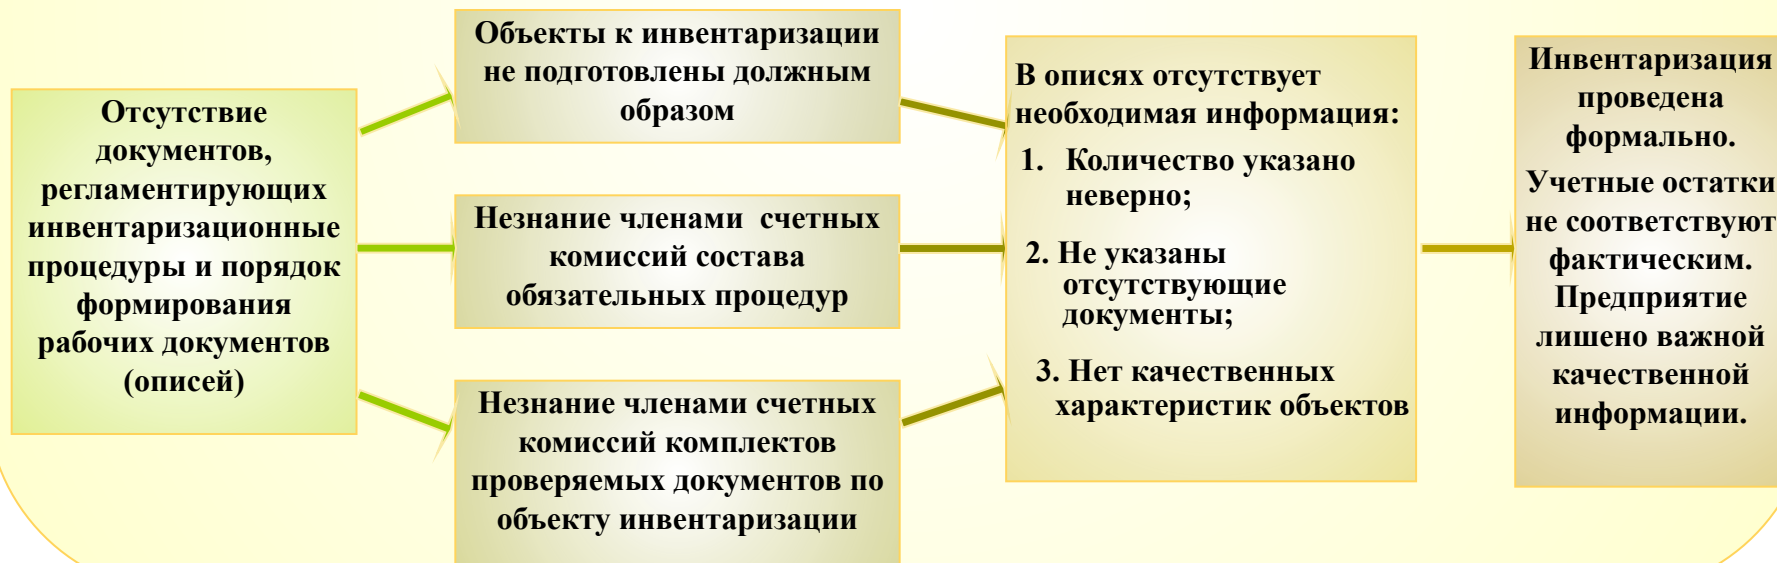 Отсутствие
документов,
регламентирующих
инвентаризационные
процедуры и порядок
формирования
рабочих документов
(описей)
Объекты к инвентаризации
не подготовлены должным
образом
Незнание членами счетных
комиссий состава
обязательных процедур
Незнание членами счетных
комиссий комплектов
проверяемых документов по
объекту инвентаризации
В описях отсутствует
необходимая информация:
1. Количество указано
неверно;
2. Не указаны
отсутствующие
документы;
3. Нет качественных
характеристик объектов
Инвентаризация
проведена
формально.
Учетные остатки
не соответствуют
фактическим.
Предприятие
лишено важной
качественной
информации.